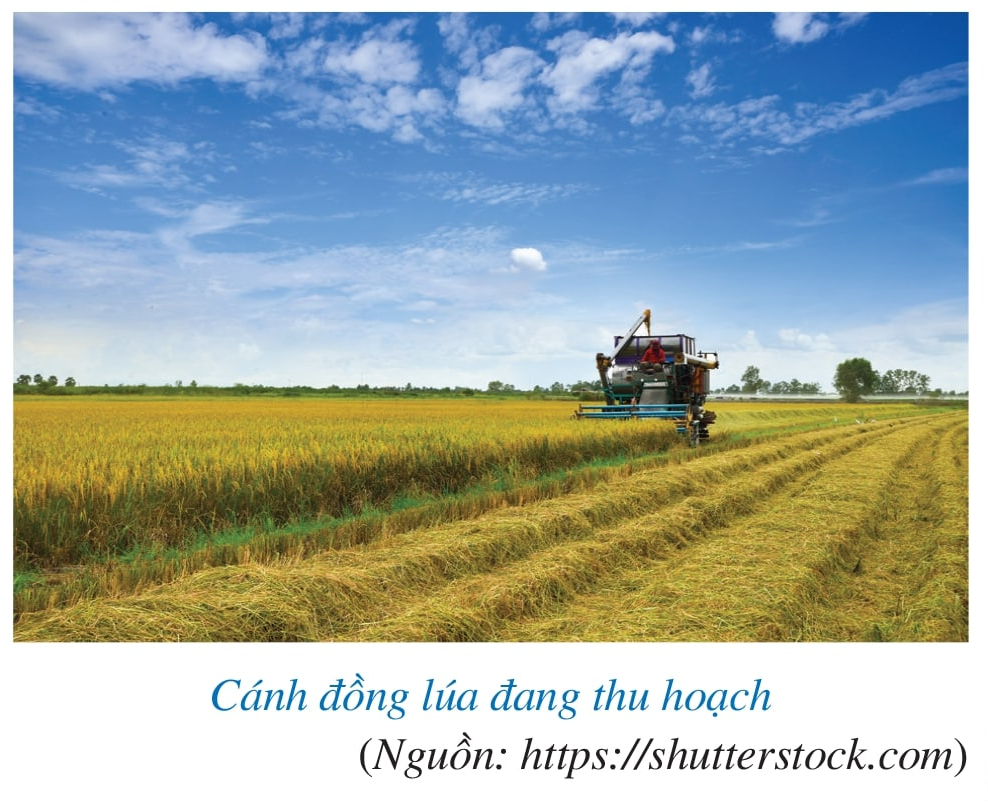 Cánh đồng lúa đang thu hoạch
(Nguồn: https://shutterstock.com)